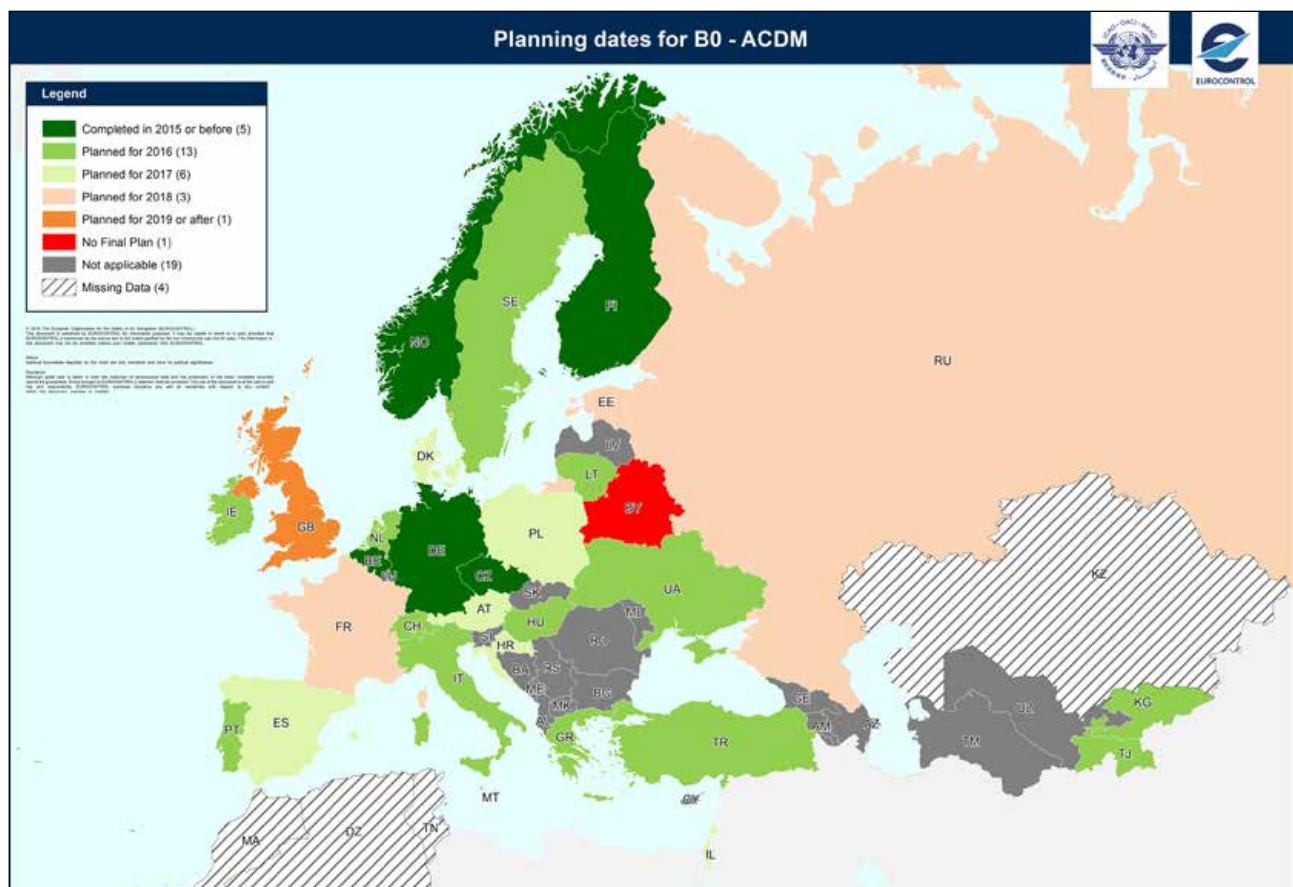 Planning dates for B0 - ACDM
ICAO · OACI · ИКАО
EUROCONTROL
Legend
Completed in 2015 or before (5)
Planned for 2016 (13)
Planned for 2017 (6)
Planned for 2018 (3)
Planned for 2019 or after (1)
No Final Plan (1)
Not applicable (19)
Missing Data (4)
NO
SE
FI
RU
EE
LV
LT
DK
BY
IE
GB
NL
BE
DE
PL
LU
CZ
SK
UA
KZ
FR
CH
AT
HU
SI
HR
RO
BA
RS
ME
BG
MK
IT
PT
ES
GR
TR
GE
AM
AZ
UZ
TM
KG
TJ
MT
CY
MA
DZ
TN
IL